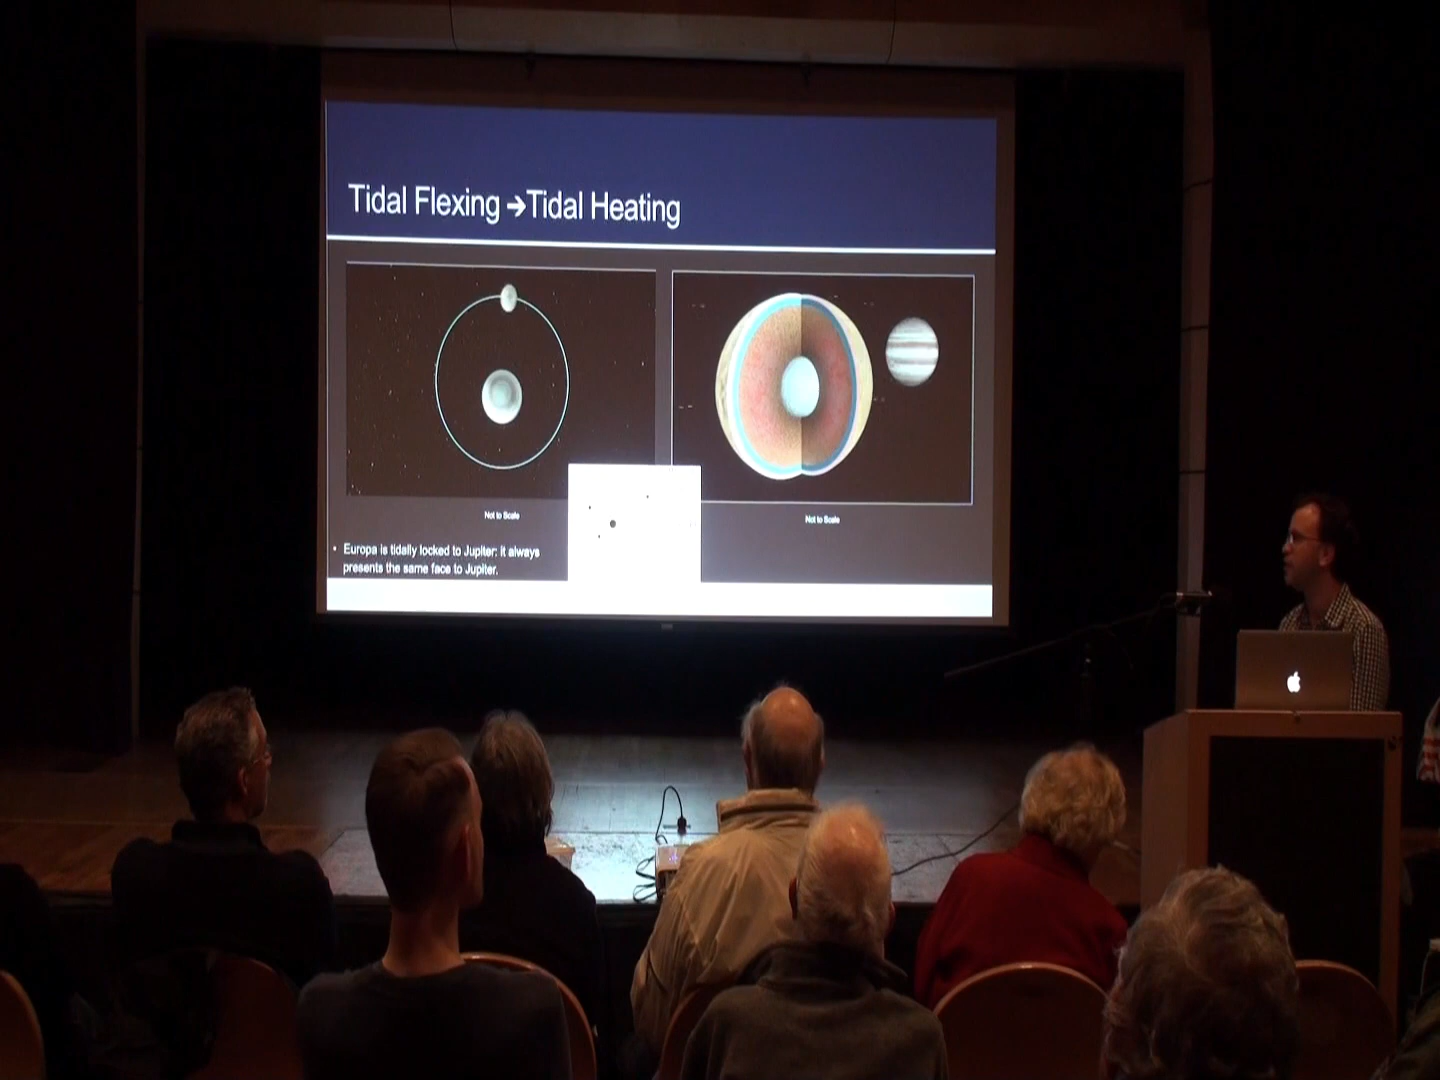 Tidal Flexing ➔Tidal Heating
Not to Scale
Not to Scale
• Europa is tidally locked to Jupiter: it always
presents the same face to Jupiter.